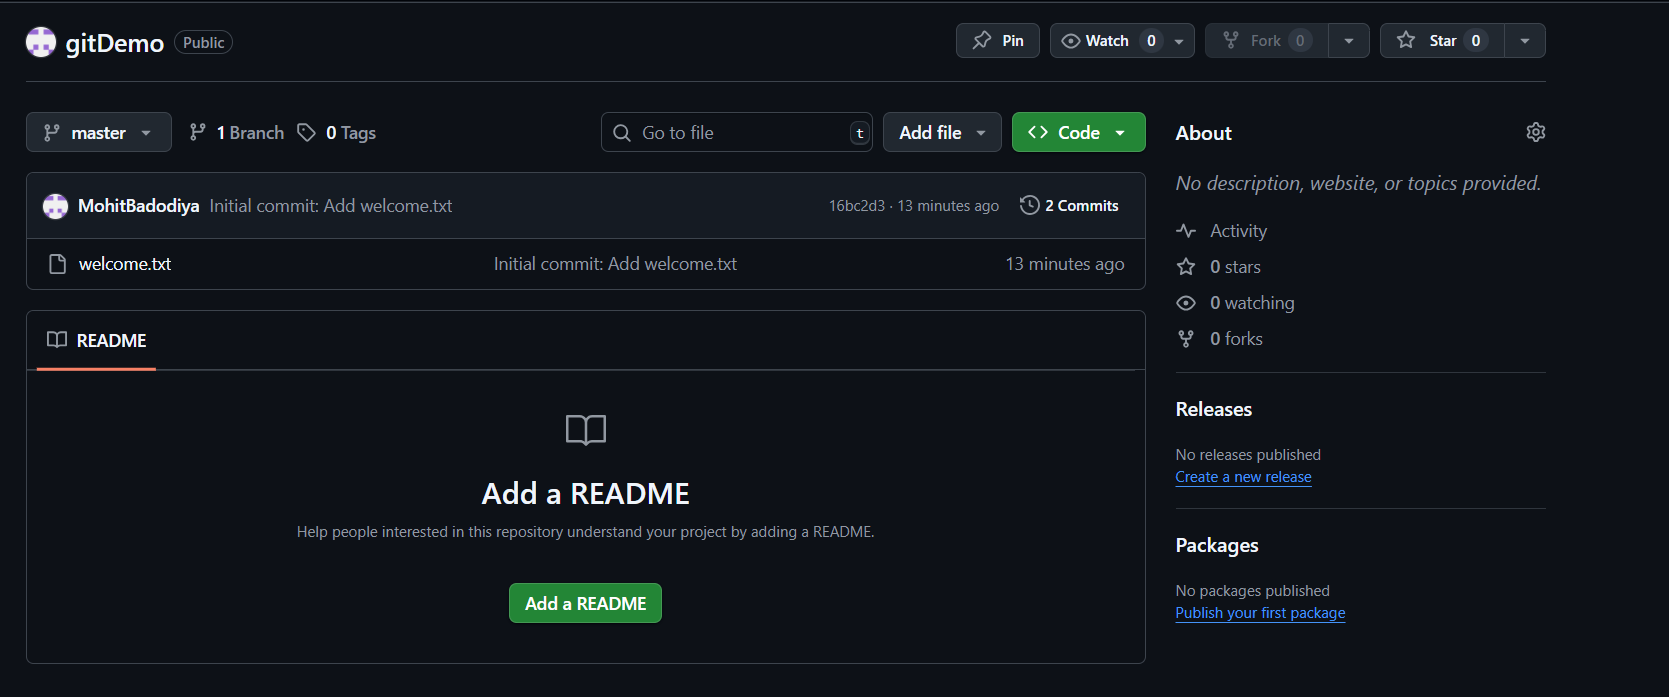 gitDemo Public
Pin Watch 0 Fork 0 Star 0
master 1 Branch 0 Tags Go to file t Add file Code
MohitBadodiya Initial commit: Add welcome.txt 16bc2d3 · 13 minutes ago 2 Commits
welcome.txt Initial commit: Add welcome.txt 13 minutes ago
README
Add a README
Help people interested in this repository understand your project by adding a README.
Add a README
About
No description, website, or topics provided.
Activity
0 stars
0 watching
0 forks
Releases
No releases published
Create a new release
Packages
No packages published
Publish your first package